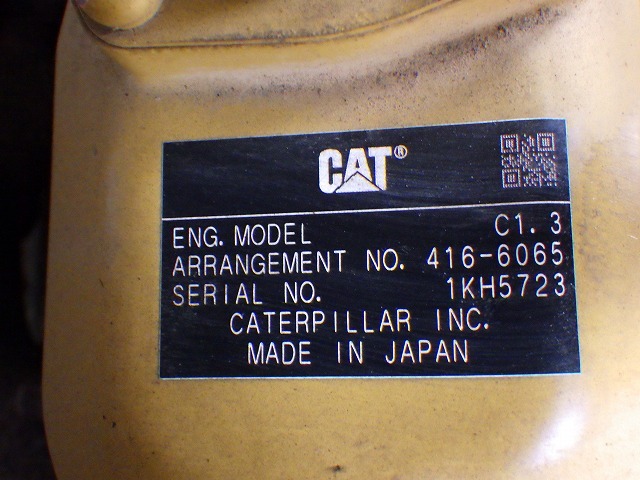 CAT®
ENG. MODEL C1.3
ARRANGEMENT NO. 416-6065
SERIAL NO. 1KH5723
CATERPILLAR INC.
MADE IN JAPAN